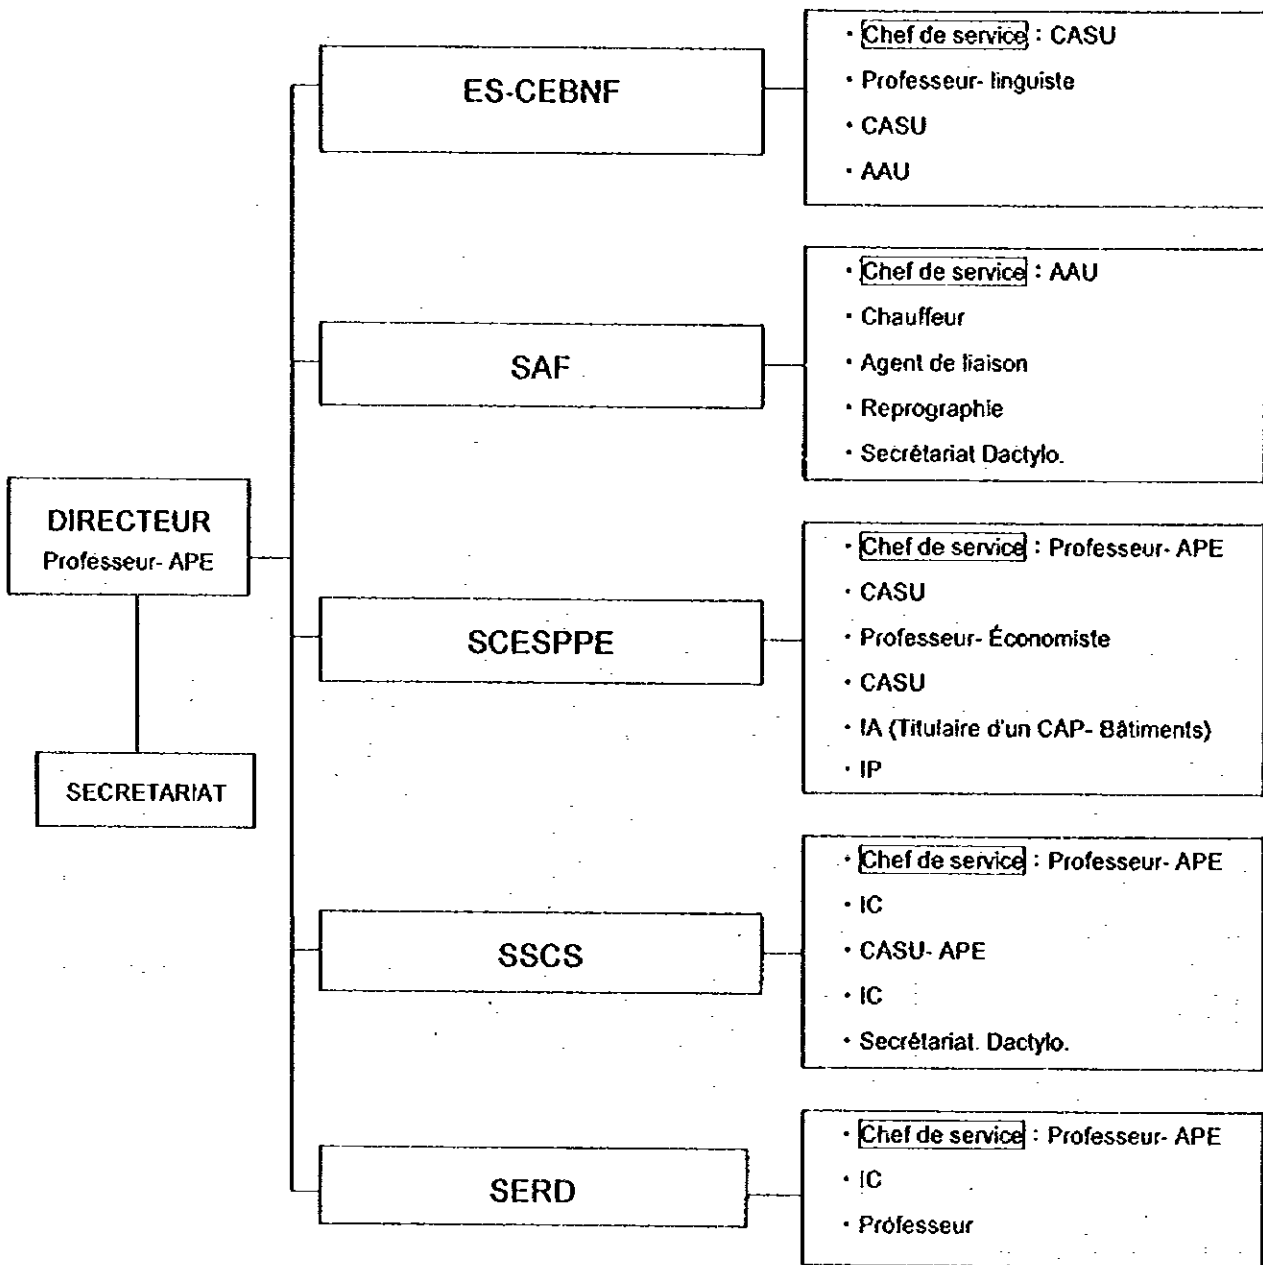 ES-CEBNF
・Chef de service : CASU
・Professeur- linguiste
・CASU
・AAU
SAF
・Chef de service : AAU
・Chauffeur
・Agent de liaison
・Reprographie
・Secrétariat Dactylo.
DIRECTEUR
Professeur- APE
SECRETARIAT
SCESPPE
・Chef de service : Professeur- APE
・CASU
・Professeur- Économiste
・CASU
・IA (Titulaire d'un CAP- Bâtiments)
・IP
SSCS
・Chef de service : Professeur- APE
・IC
・CASU- APE
・IC
・Secrétariat. Dactylo.
SERD
・Chef de service : Professeur- APE
・IC
・Professeur